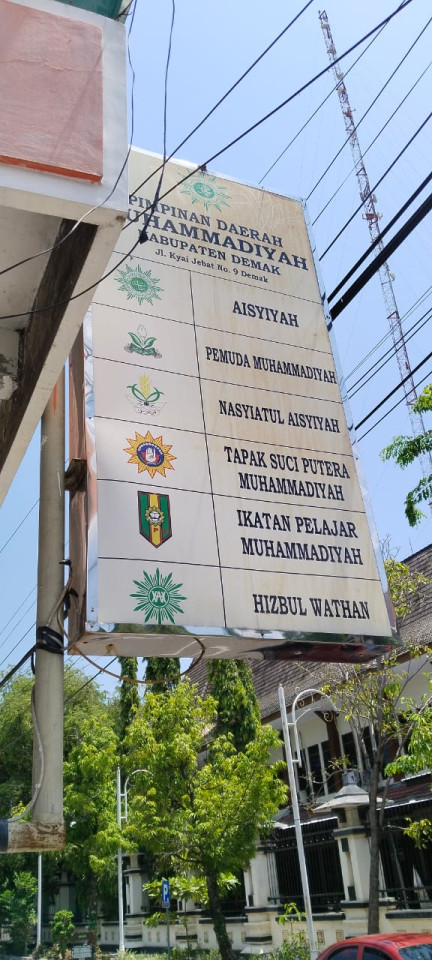 PIMPINAN DAERAH
MUHAMMADIYAH
KABUPATEN DEMAK
Jl. Kyai Jebat No. 9 Demak
AISYIYAH
PEMUDA MUHAMMADIYAH
NASYIATUL AISYIYAH
TAPAK SUCI PUTERA
MUHAMMADIYAH
IKATAN PELAJAR
MUHAMMADIYAH
HIZBUL WATHAN